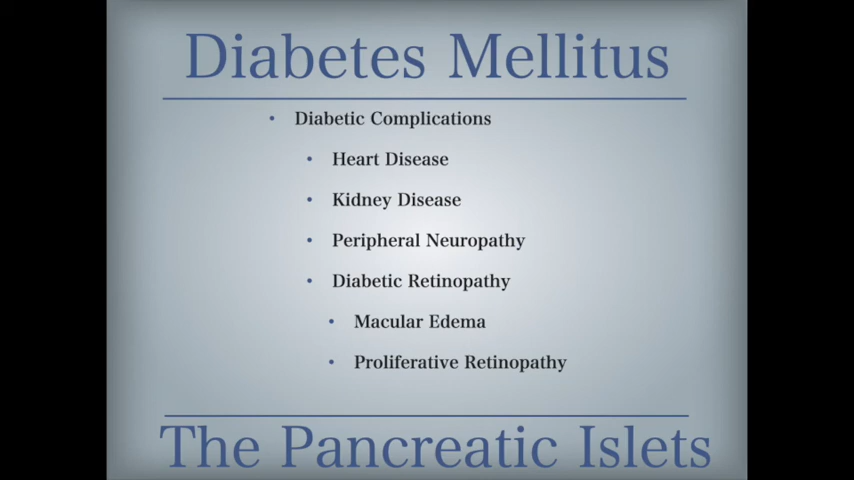 Diabetes Mellitus
• Diabetic Complications
• Heart Disease
• Kidney Disease
• Peripheral Neuropathy
• Diabetic Retinopathy
• Macular Edema
• Proliferative Retinopathy
The Pancreatic Islets